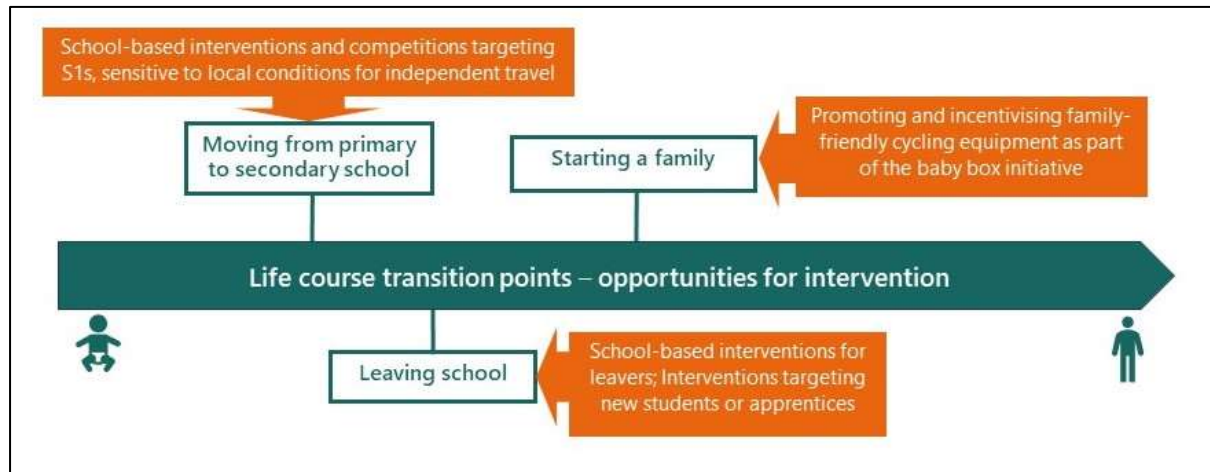 School-based interventions and competitions targeting
S1s, sensitive to local conditions for independent travel
Moving from primary
to secondary school
Starting a family
Promoting and incentivising family-
friendly cycling equipment as part
of the baby box initiative
Life course transition points – opportunities for intervention
Leaving school
School-based interventions for
leavers; Interventions targeting
new students or apprentices